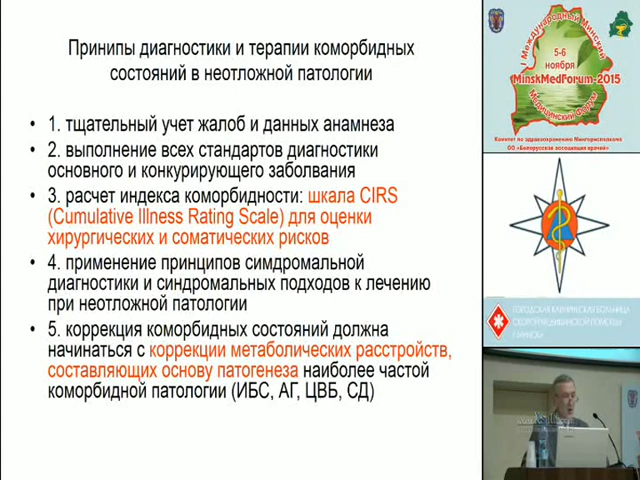 Принипы диагностики и терапии коморбидных
состояний в неотложной патологии
• 1. тщательный учет жалоб и данных анамнеза
• 2. выполнение всех стандартов диагностики
основного и конкурирующего заболевания
• 3. расчет индекса коморбидности: шкала CIRS
(Cumulative Illness Rating Scale) для оценки
хирургических и соматических рисков
• 4. применение принципов симдромальной
диагностики и синдромальных подходов к лечению
при неотложной патологии
• 5. коррекция коморбидных состояний должна
начинаться с коррекции метаболических расстройств,
составляющих основу патогенеза наиболее частой
коморбидной патологии (ИБС, АГ, ЦВБ, СД)
I Международный Минский
5-6
ноября
MinskMedForum-2015
Медицинский Форум
Комитет по здравоохранению Мингорисполкома
ОО «Белорусская ассоциация врачей»
ГОРОДСКАЯ КЛИНИЧЕСКАЯ БОЛЬНИЦА
СКОРОЙ МЕДИЦИНСКОЙ ПОМОЩИ